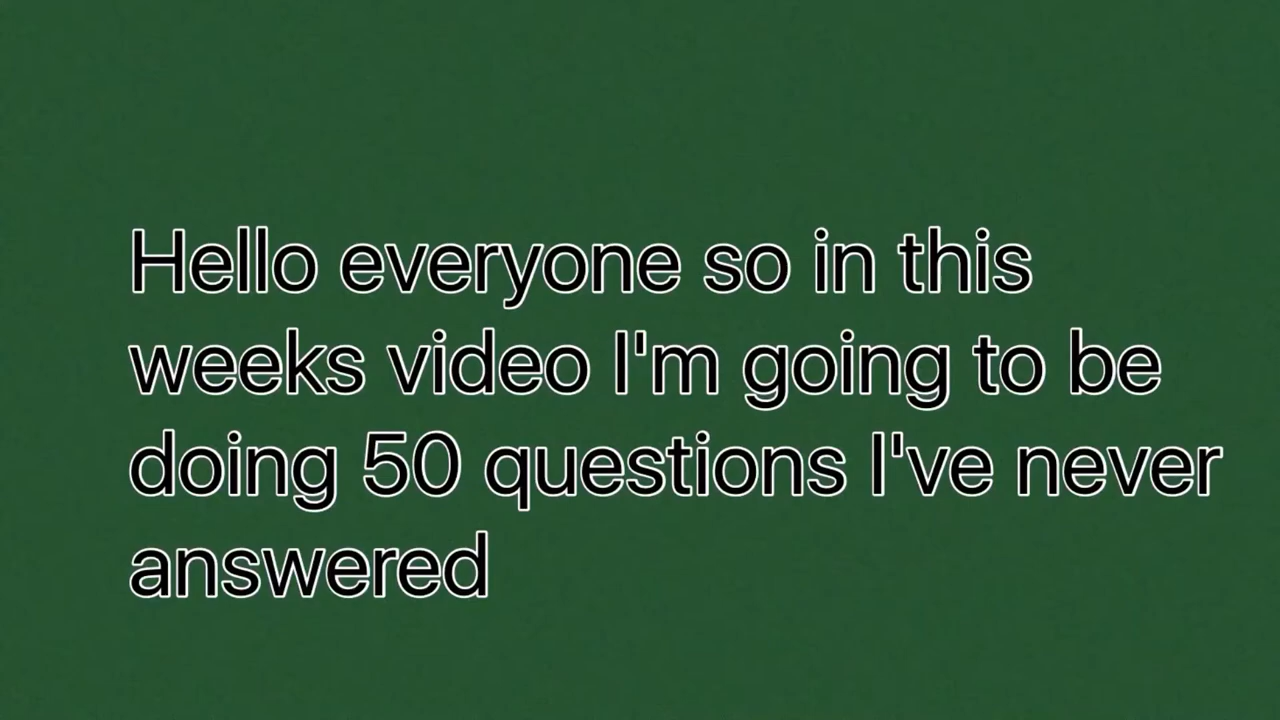 Hello everyone so in this
weeks video I'm going to be
doing 50 questions I've never
answered